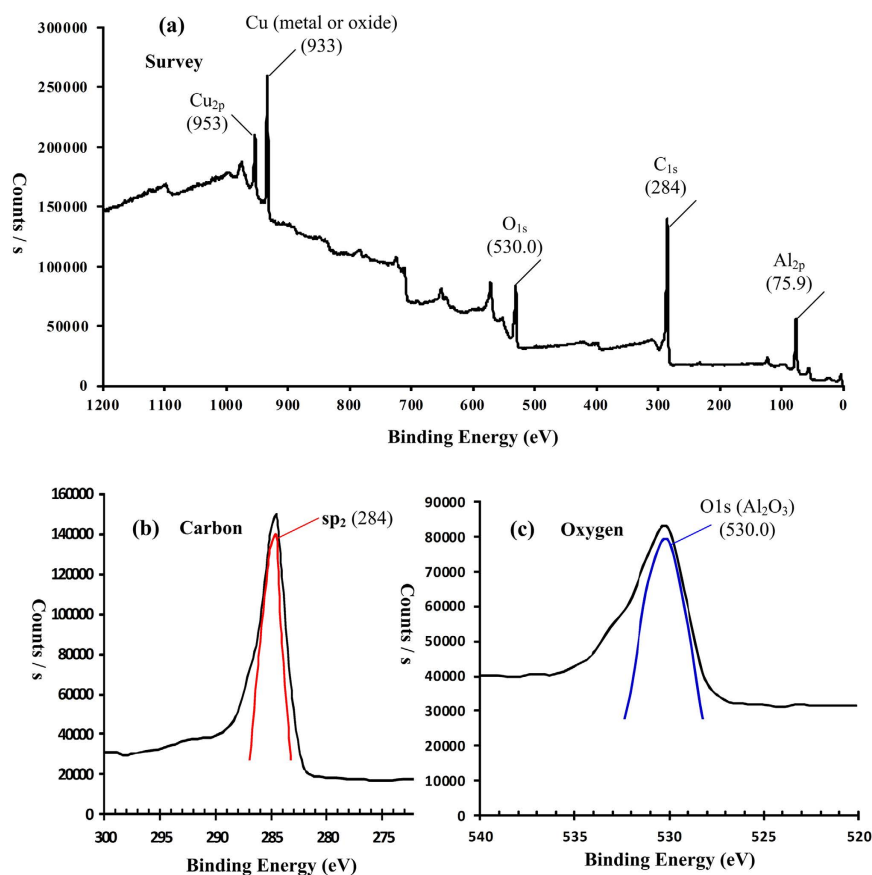 (a)
Survey
Cu (metal or oxide)
(933)
Cu2p
(953)
C1s
(284)
O1s
(530.0)
Al2p
(75.9)
300000
250000
200000
150000
100000
50000
0
Counts / s
1200 1100 1000 900 800 700 600 500 400 300 200 100 0
Binding Energy (eV)
(b) Carbon
sp2 (284)
160000
140000
120000
100000
80000
60000
40000
20000
0
Counts / s
300 295 290 285 280 275
Binding Energy (eV)
(c) Oxygen
O1s (Al2O3)
(530.0)
90000
80000
70000
60000
50000
40000
30000
20000
10000
0
Counts / s
540 535 530 525 520
Binding Energy (eV)